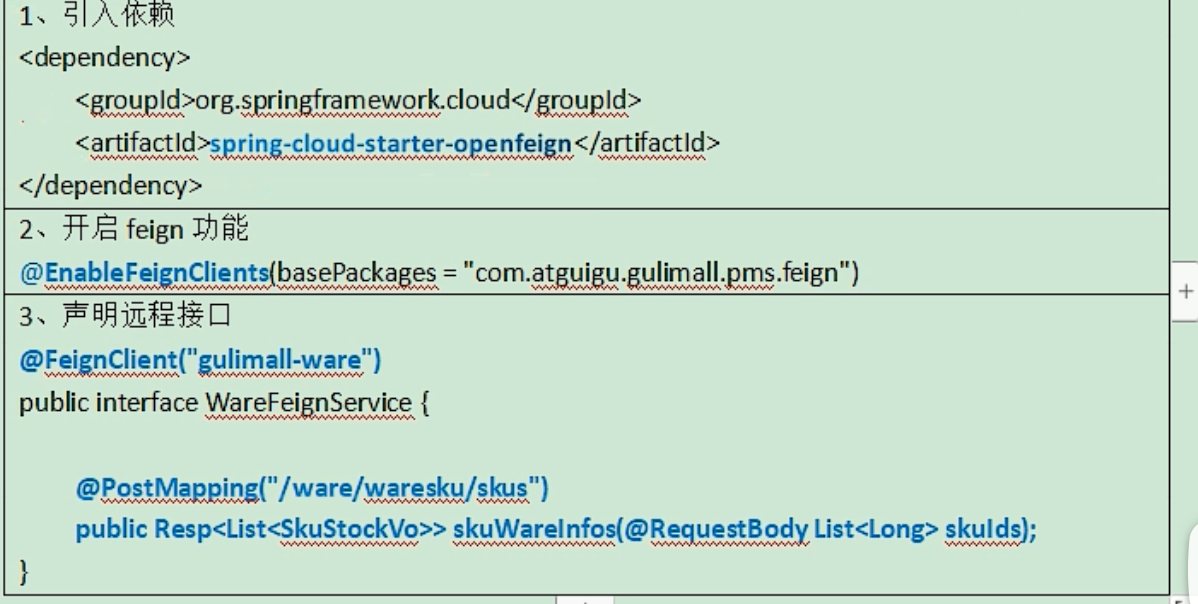 1、引入依赖
<dependency>
<groupId>org.springframework.cloud</groupId>
<artifactId>spring-cloud-starter-openfeign</artifactId>
</dependency>
2、开启 feign 功能
@EnableFeignClients(basePackages = "com.atguigu.gulimall.pms.feign")
3、声明远程接口
@FeignClient("gulimall-ware")
public interface WareFeignService {
@PostMapping("/ware/waresku/skus")
public Resp<List<SkuStockVo>> skuWareInfos(@RequestBody List<Long> skuIds);
}